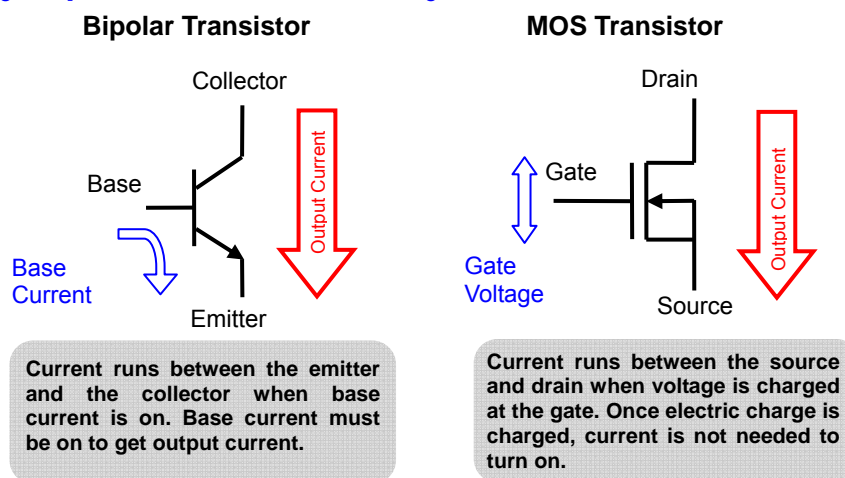 Bipolar Transistor
MOS Transistor
Collector
Base
Output Current
Base
Current
Emitter
Current runs between the emitter
and the collector when base
current is on. Base current must
be on to get output current.
Drain
Gate
Output Current
Gate
Voltage
Source
Current runs between the source
and drain when voltage is charged
at the gate. Once electric charge is
charged, current is not needed to
turn on.